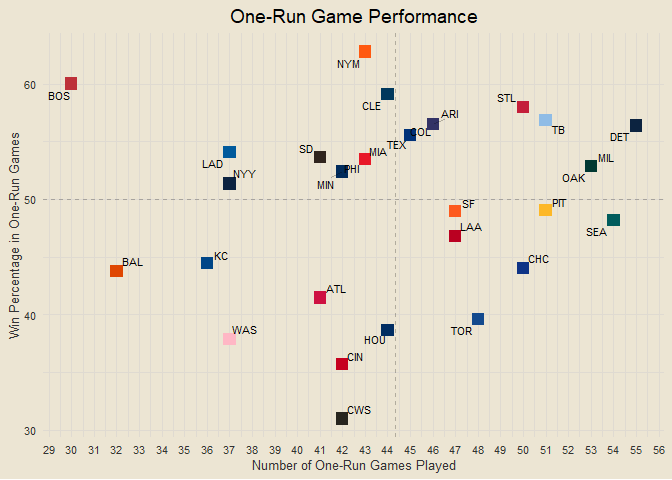 One-Run Game Performance
Win Percentage in One-Run Games
60
50
40
30
NYM
BOS
CLE
STL
ARI
TB
DET
TEX
COL
SD
MIA
LAD
NYY
PHI
MIN
MIL
OAK
SF
PIT
LAA
SEA
BAL
KC
CHC
ATL
WAS
HOU
TOR
CIN
CWS
29 30 31 32 33 34 35 36 37 38 39 40 41 42 43 44 45 46 47 48 49 50 51 52 53 54 55 56
Number of One-Run Games Played